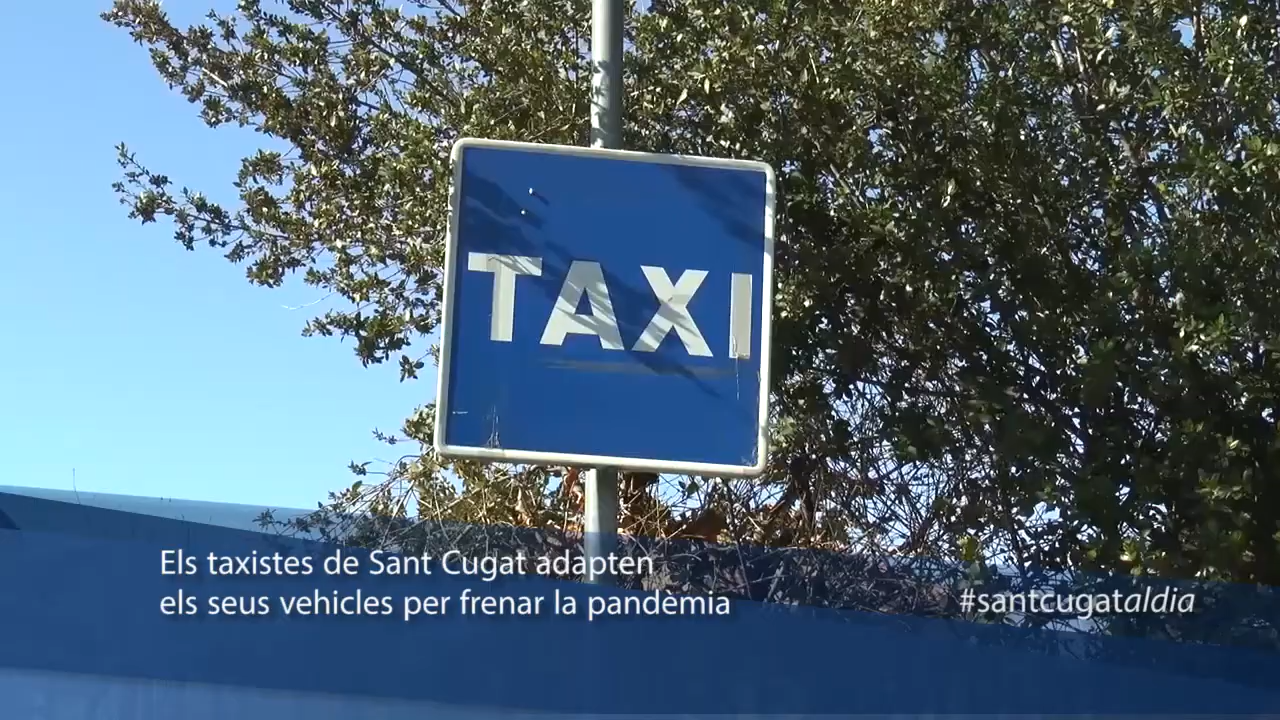 TAXI
Els taxistes de Sant Cugat adapten
els seus vehicles per frenar la pandèmia
#santcugataldia